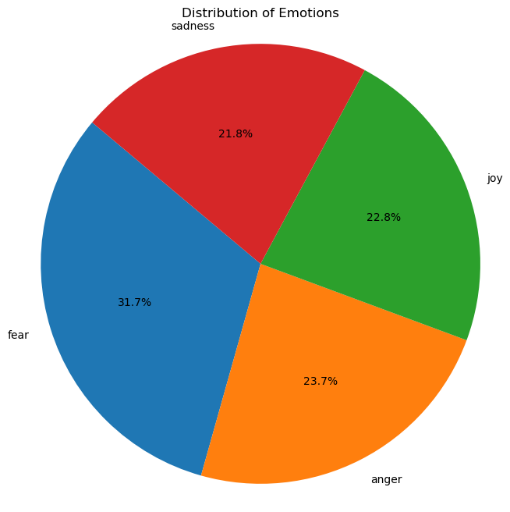 Distribution of Emotions
sadness
21.8%
joy
22.8%
31.7%
fear
23.7%
anger